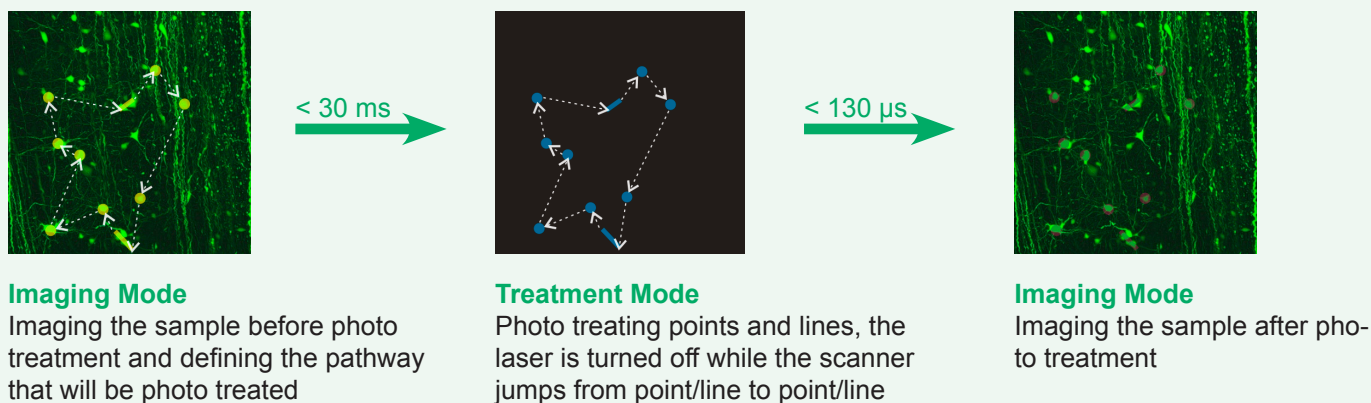 < 30 ms
< 130 µs
Imaging Mode
Imaging the sample before photo
treatment and defining the pathway
that will be photo treated
Treatment Mode
Photo treating points and lines, the
laser is turned off while the scanner
jumps from point/line to point/line
Imaging Mode
Imaging the sample after pho-
to treatment